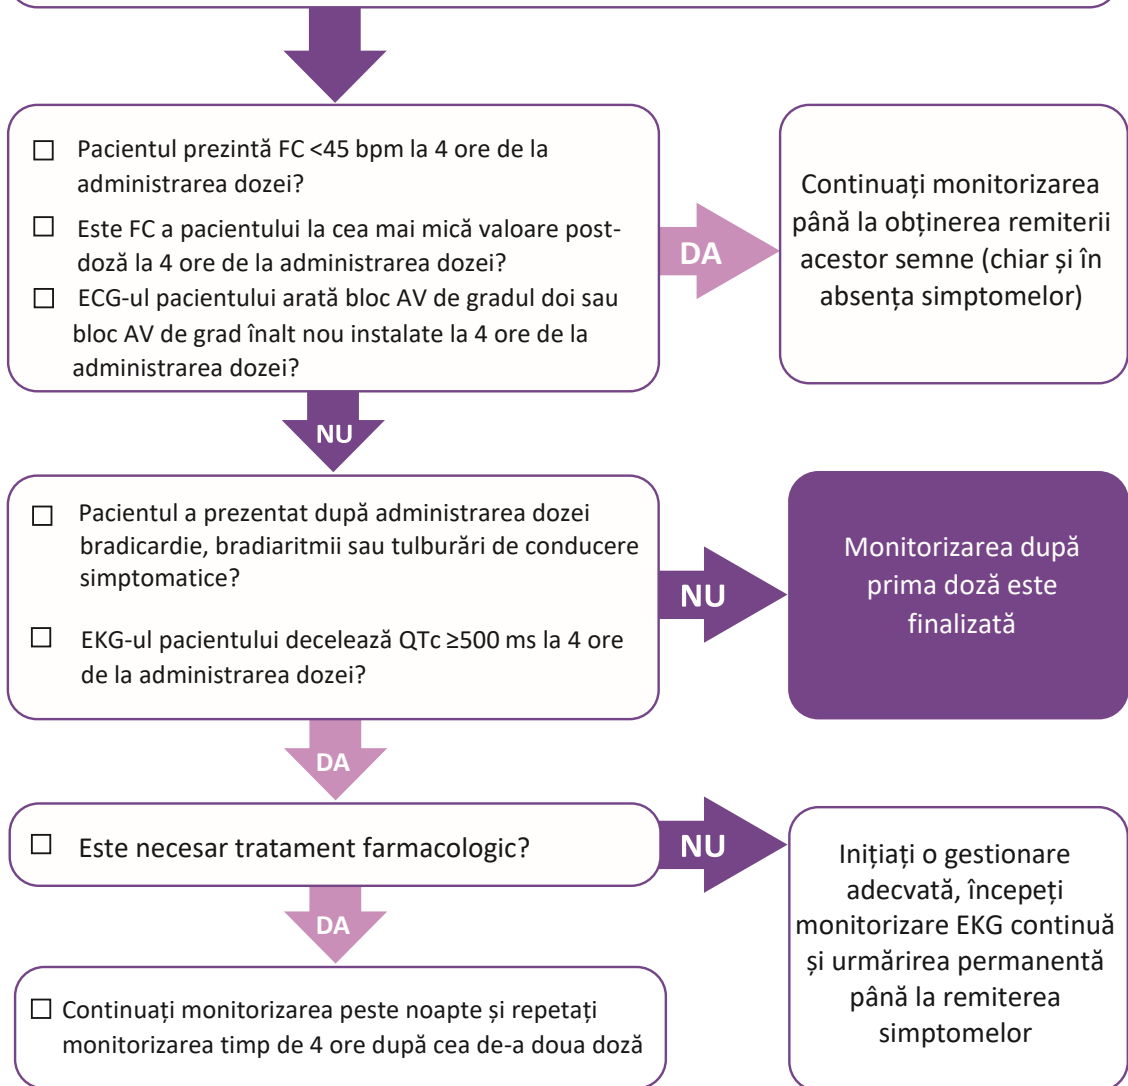 ☐ Pacientul prezintă FC <45 bpm la 4 ore de la
administrarea dozei?
☐ Este FC a pacientului la cea mai mică valoare post-
doză la 4 ore de la administrarea dozei?
☐ ECG-ul pacientului arată bloc AV de gradul doi sau
bloc AV de grad înalt nou instalate la 4 ore de la
administrarea dozei?
DA
Continuați monitorizarea
până la obținerea remiterii
acestor semne (chiar și în
absența simptomelor)
NU
☐ Pacientul a prezentat după administrarea dozei
bradicardie, bradiaritmii sau tulburări de conducere
simptomatice?
☐ EKG-ul pacientului decelează QTc ≥500 ms la 4 ore
de la administrarea dozei?
NU
Monitorizarea după
prima doză este
finalizată
DA
☐ Este necesar tratament farmacologic?
NU
Inițiați o gestionare
adecvată, începeți
monitorizare EKG continuă
și urmărirea permanentă
până la remiterea
simptomelor
DA
☐ Continuați monitorizarea peste noapte și repetați
monitorizarea timp de 4 ore după cea de-a doua doză